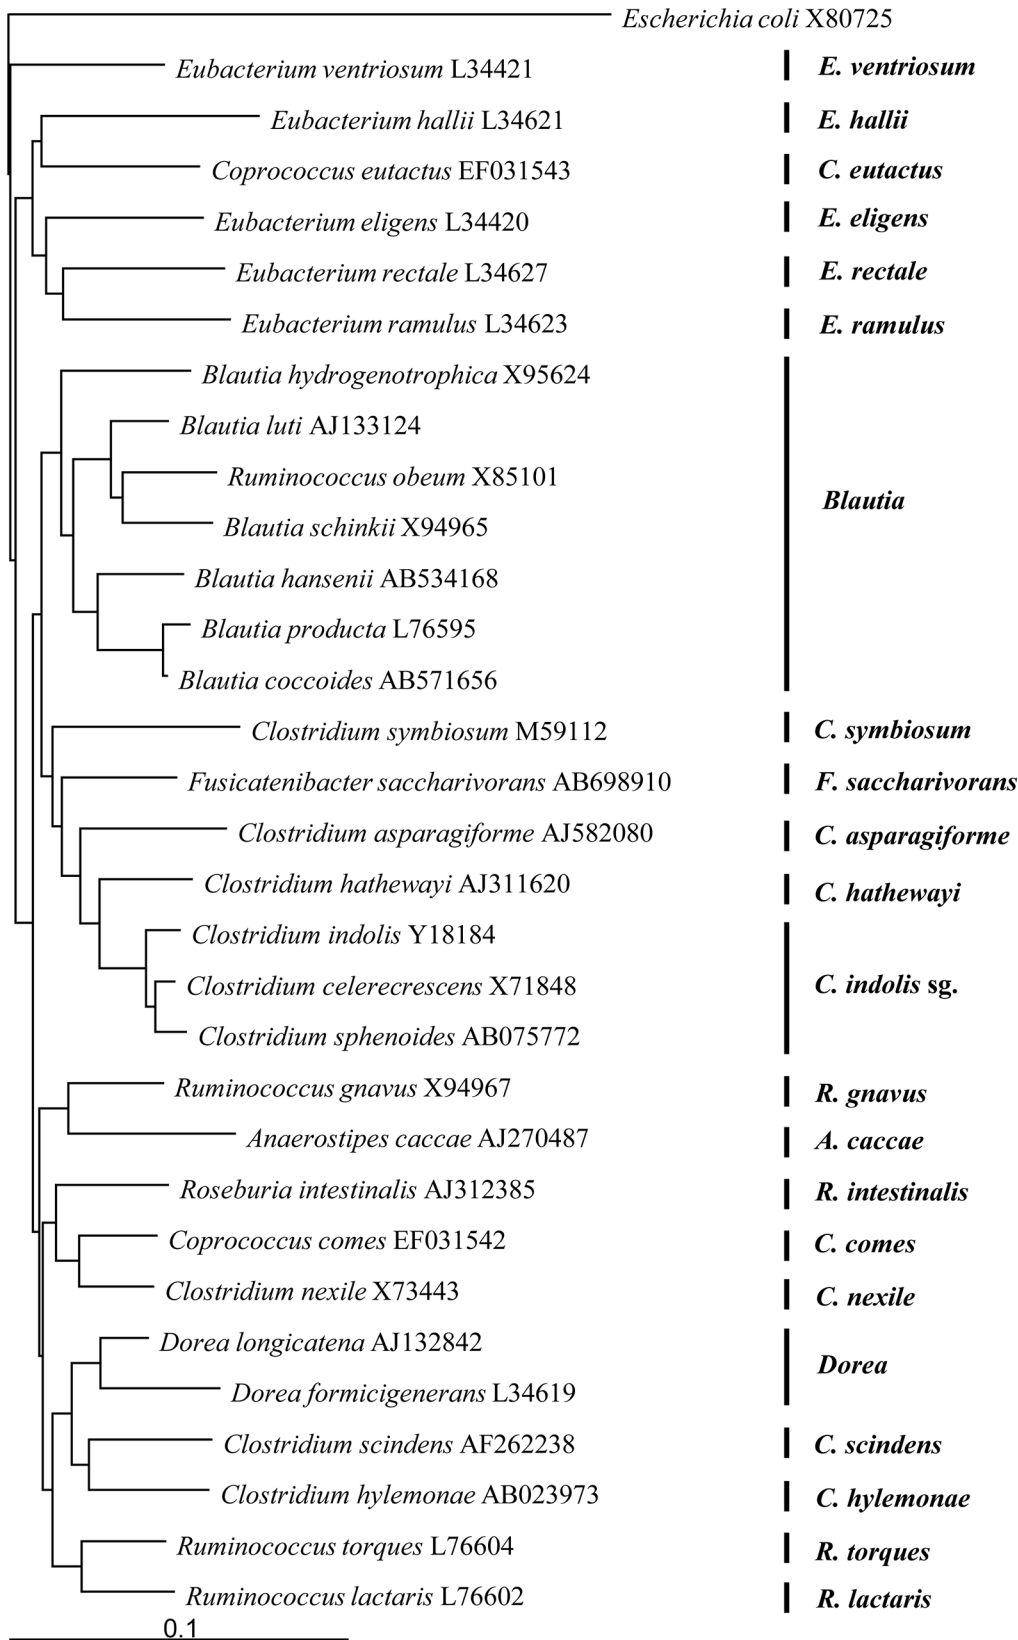 Escherichia coli X80725
Eubacterium ventriosum L34421 E. ventriosum
Eubacterium hallii L34621 E. hallii
Coprococcus eutactus EF031543 C. eutactus
Eubacterium eligens L34420 E. eligens
Eubacterium rectale L34627 E. rectale
Eubacterium ramulus L34623 E. ramulus
Blautia hydrogenotrophica X95624
Blautia luti AJ133124
Ruminococcus obeum X85101
Blautia
Blautia schinkii X94965
Blautia hansenii AB534168
Blautia producta L76595
Blautia coccoides AB571656
Clostridium symbiosum M59112 C. symbiosum
Fusicatenibacter saccharivorans AB698910 F. saccharivorans
Clostridium asparagiforme AJ582080 C. asparagiforme
Clostridium hathewayi AJ311620 C. hathewayi
Clostridium indolis Y18184
Clostridium celerecrescens X71848 C. indolis sg.
Clostridium sphenoides AB075772
Ruminococcus gnavus X94967 R. gnavus
Anaerostipes caccae AJ270487 A. caccae
Roseburia intestinalis AJ312385 R. intestinalis
Coprococcus comes EF031542 C. comes
Clostridium nexile X73443 C. nexile
Dorea longicatena AJ132842
Dorea
Dorea formicigenerans L34619
Clostridium scindens AF262238 C. scindens
Clostridium hylemonae AB023973 C. hylemonae
Ruminococcus torques L76604 R. torques
Ruminococcus lactaris L76602 R. lactaris
0.1